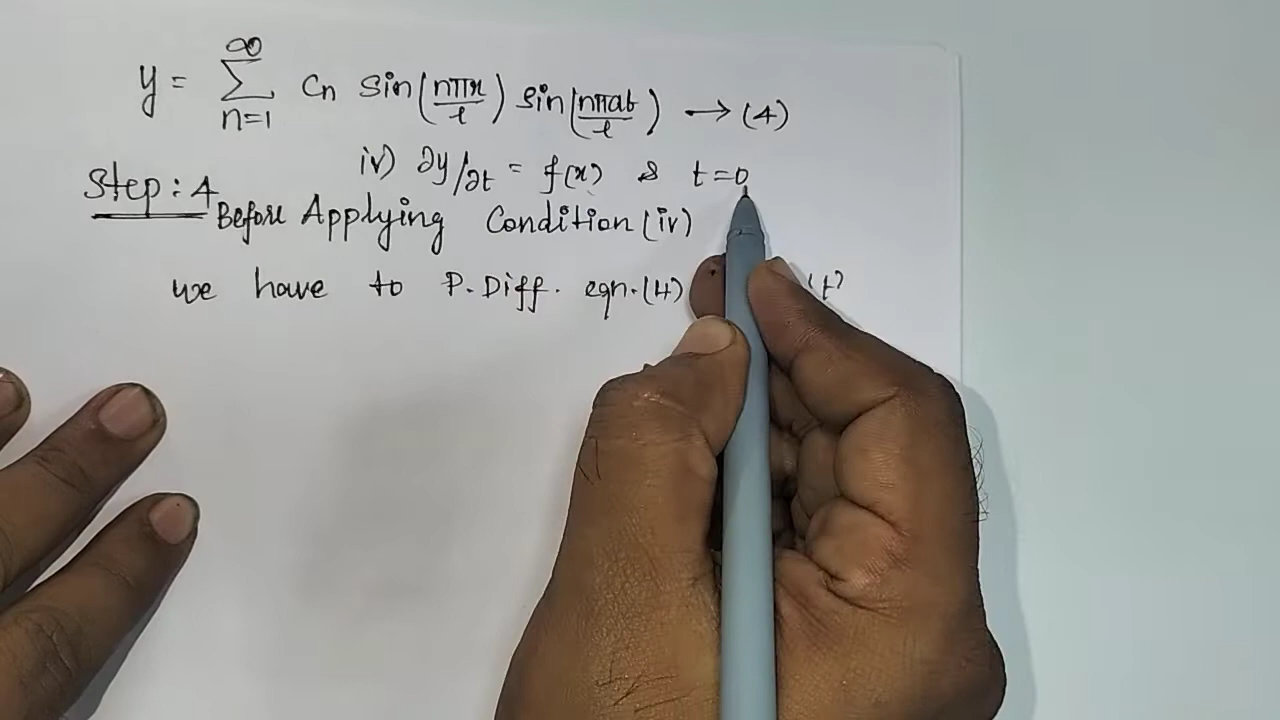 y = ∞ Σ n=1 Cn sin(nπx/l) sin(nπat/l) → (4)
iv) ∂y/∂t = f(x) & t=0
Step: 4
Before Applying Condition (iv)
we have to P. Diff. eqn. (4) 't'